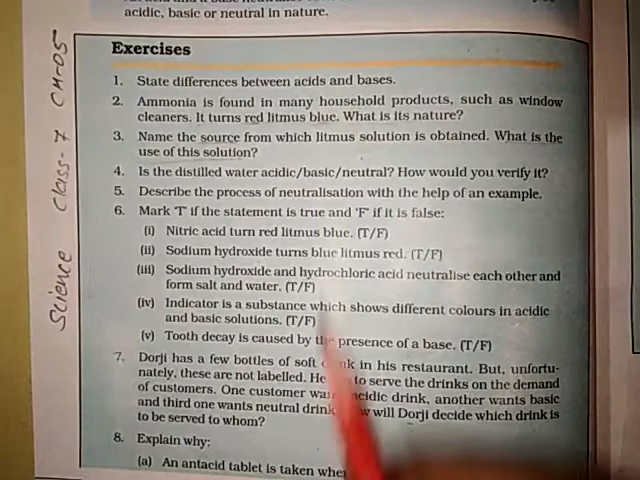 acidic, basic or neutral in nature.
Science Class-7 CH-05
Exercises
1. State differences between acids and bases.
2. Ammonia is found in many household products, such as window
cleaners. It turns red litmus blue. What is its nature?
3. Name the source from which litmus solution is obtained. What is the
use of this solution?
4. Is the distilled water acidic/basic/neutral? How would you verify it?
5. Describe the process of neutralisation with the help of an example.
6. Mark 'T' if the statement is true and 'F' if it is false:
(i) Nitric acid turn red litmus blue. (T/F)
(ii) Sodium hydroxide turns blue litmus red. (T/F)
(iii) Sodium hydroxide and hydrochloric acid neutralise each other and
form salt and water. (T/F)
(iv) Indicator is a substance which shows different colours in acidic
and basic solutions. (T/F)
(v) Tooth decay is caused by the presence of a base. (T/F)
7. Dorji has a few bottles of soft in his restaurant. But, unfortu-
nately, these are not labelled. He to serve the drinks on the demand
of customers. One customer acidic drink, another wants basic
and third one wants neutral drink. will Dorji decide which drink is
to be served to whom?
8. Explain why:
(a) An antacid tablet is taken